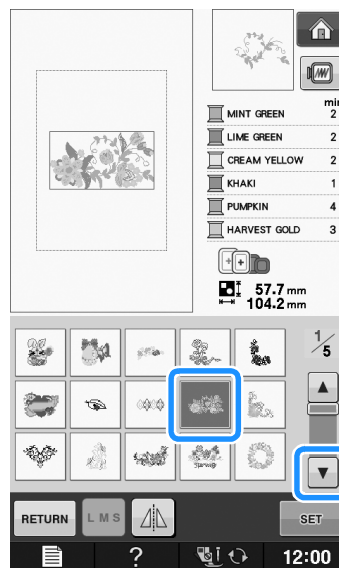 min
MINT GREEN 2
LIME GREEN 2
CREAM YELLOW 2
KHAKI 1
PUMPKIN 4
HARVEST GOLD 3
57.7 mm
104.2 mm
1/5
RETURN
L M S
SET
?
12:00